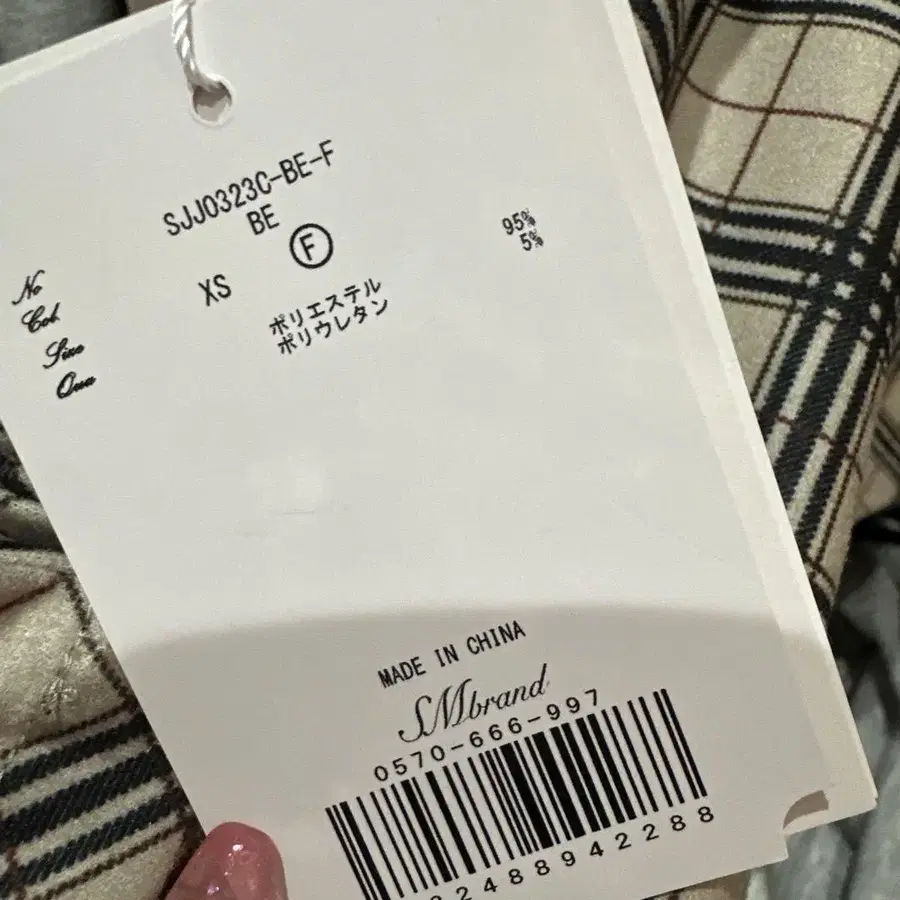 No SJJ0323C-BE-F
Col. BE
Size XS Ⓕ
Qua ポリエステル 95%
ポリウレタン 5%
MADE IN CHINA
SMbrand
0570-666-997
2488942288